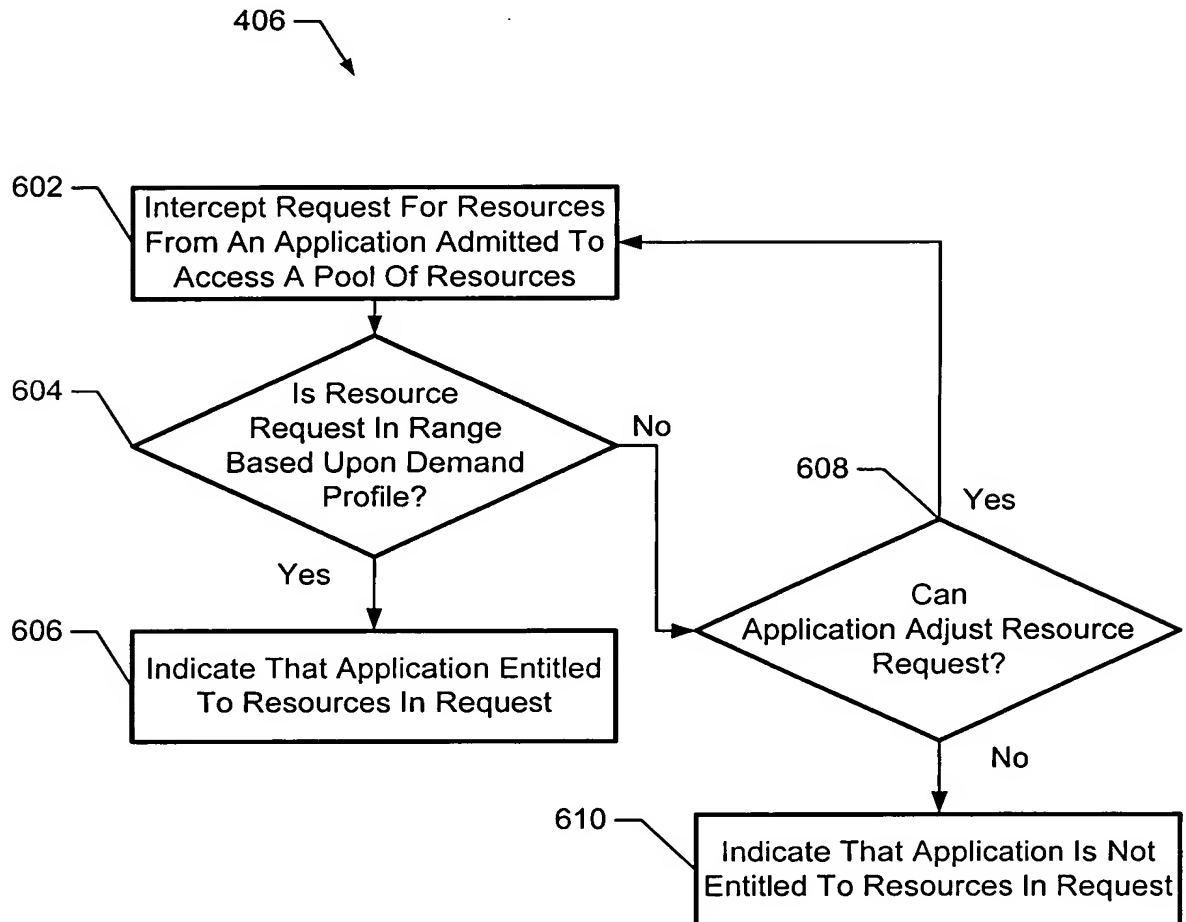 406
602
Intercept Request For Resources
From An Application Admitted To
Access A Pool Of Resources
604
Is Resource
Request In Range
Based Upon Demand
Profile?
No
Yes
606
Indicate That Application Entitled
To Resources In Request
608
Yes
Can
Application Adjust Resource
Request?
No
610
Indicate That Application Is Not
Entitled To Resources In Request